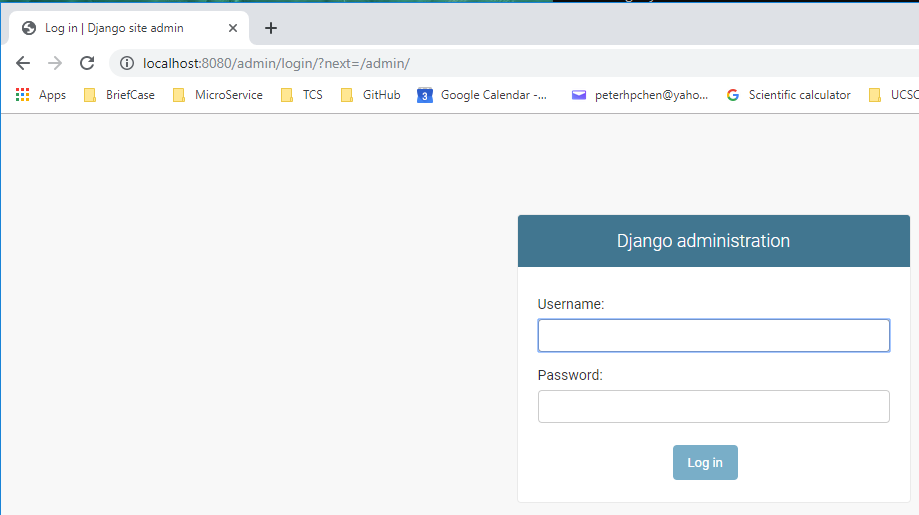 Log in | Django site admin
localhost:8080/admin/login/?next=/admin/
Apps BriefCase MicroService TCS GitHub 3 Google Calendar -... peterhpchen@yaho... G Scientific calculator UCSC
Django administration
Username:
Password:
Log in